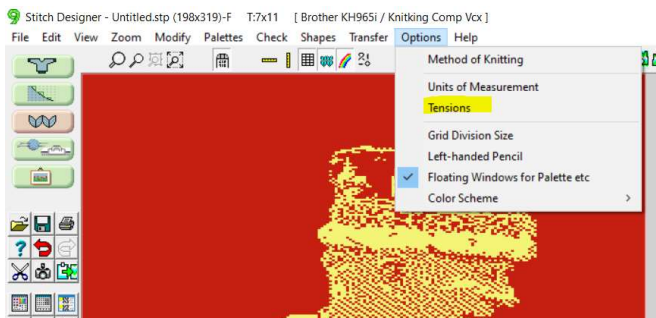 Stitch Designer - Untitled.stp (198x319)-F T:7x11 [ Brother KH965i / Knitking Comp Vcx ]
File Edit View Zoom Modify Palettes Check Shapes Transfer Options Help
Method of Knitting
Units of Measurement
Tensions
Grid Division Size
Left-handed Pencil
Floating Windows for Palette etc
Color Scheme